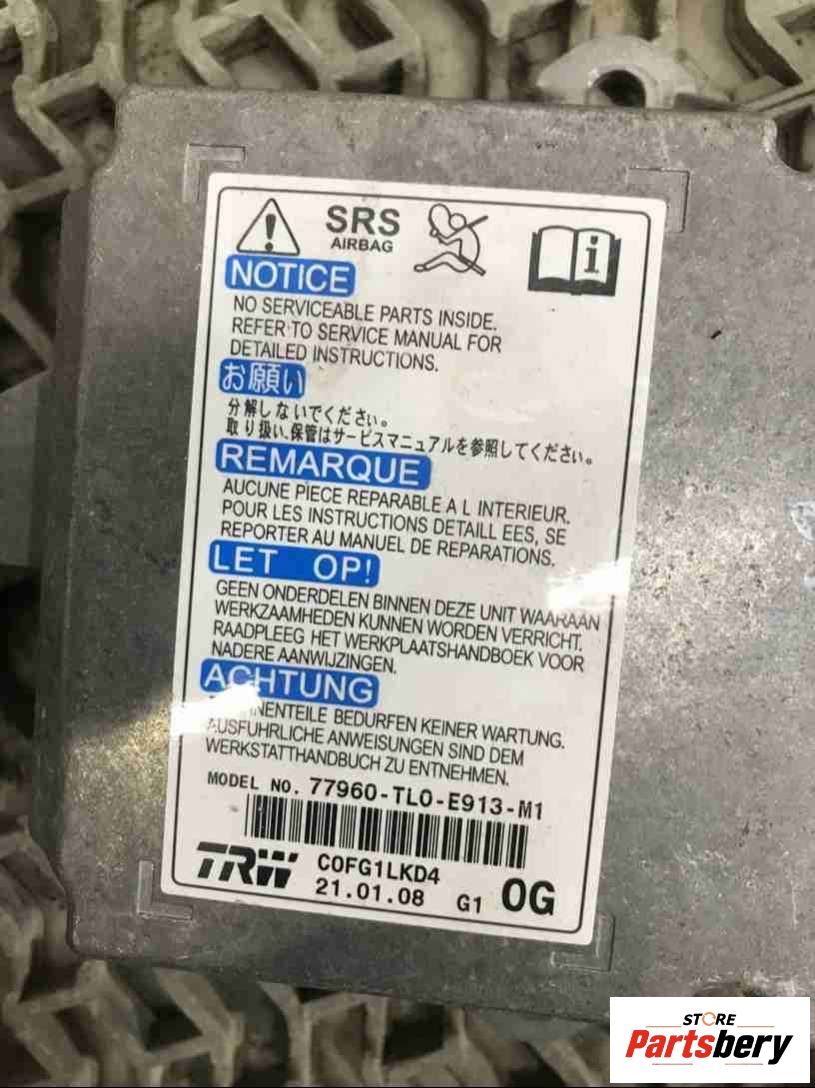 SRS
AIRBAG
NOTICE
NO SERVICEABLE PARTS INSIDE.
REFER TO SERVICE MANUAL FOR
DETAILED INSTRUCTIONS.
お願い
分解しないでください。
取り扱い、保管はサービスマニュアルを参照してください。
REMARQUE
AUCUNE PIECE REPARABLE A L INTERIEUR.
POUR LES INSTRUCTIONS DETAILL EES, SE
REPORTER AU MANUEL DE REPARATIONS.
LET OP!
GEEN ONDERDELEN BINNEN DEZE UNIT WAARAAN
WERKZAAMHEDEN KUNNEN WORDEN VERRICHT.
RAADPLEEG HET WERKPLAATSHANDBOEK VOOR
NADERE AANWIJZINGEN.
ACHTUNG
BEDURFEN KEINER WARTUNG.
AUSFUHRLICHE ANWEISUNGEN SIND DEM
WERKSTATTHANDBUCH ZU ENTNEHMEN.
MODEL NO. 77960-TL0-E913-M1
TRW C0FG1LKD4
21.01.08 G1 0G
STORE
Partsbery